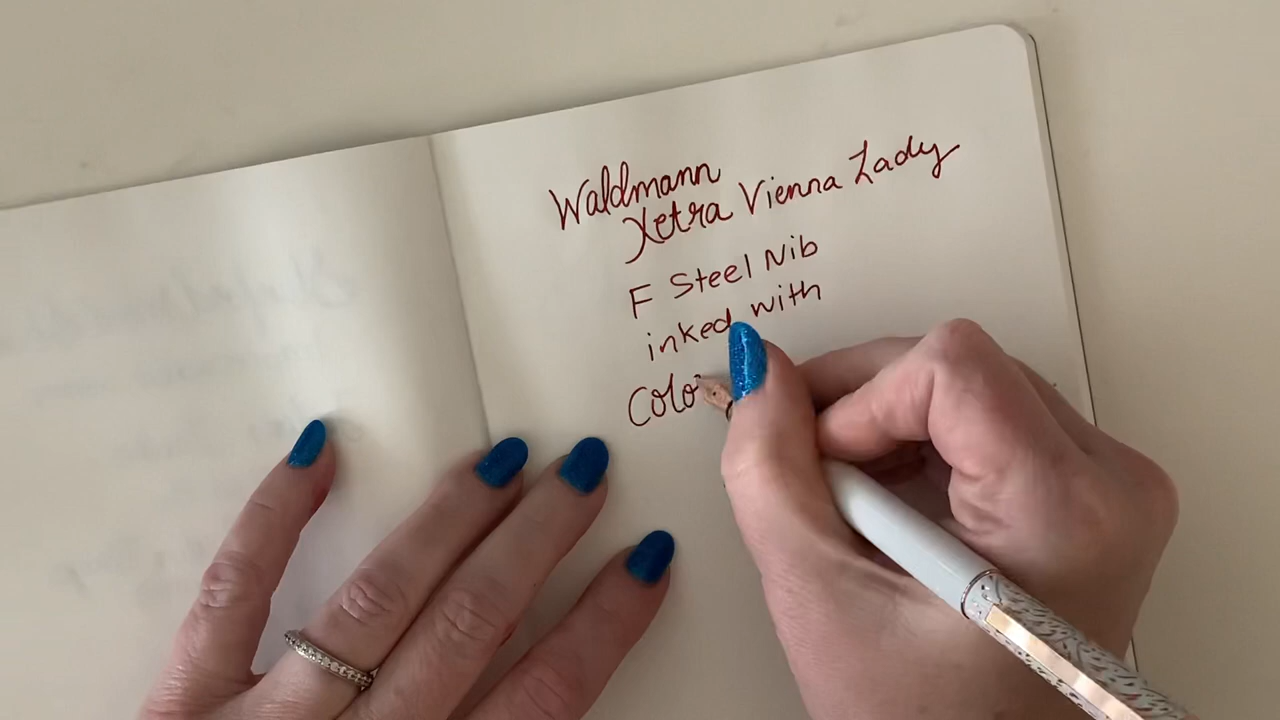 Waldmann
Xetra Vienna Lady
F Steel Nib
inked with
Colo